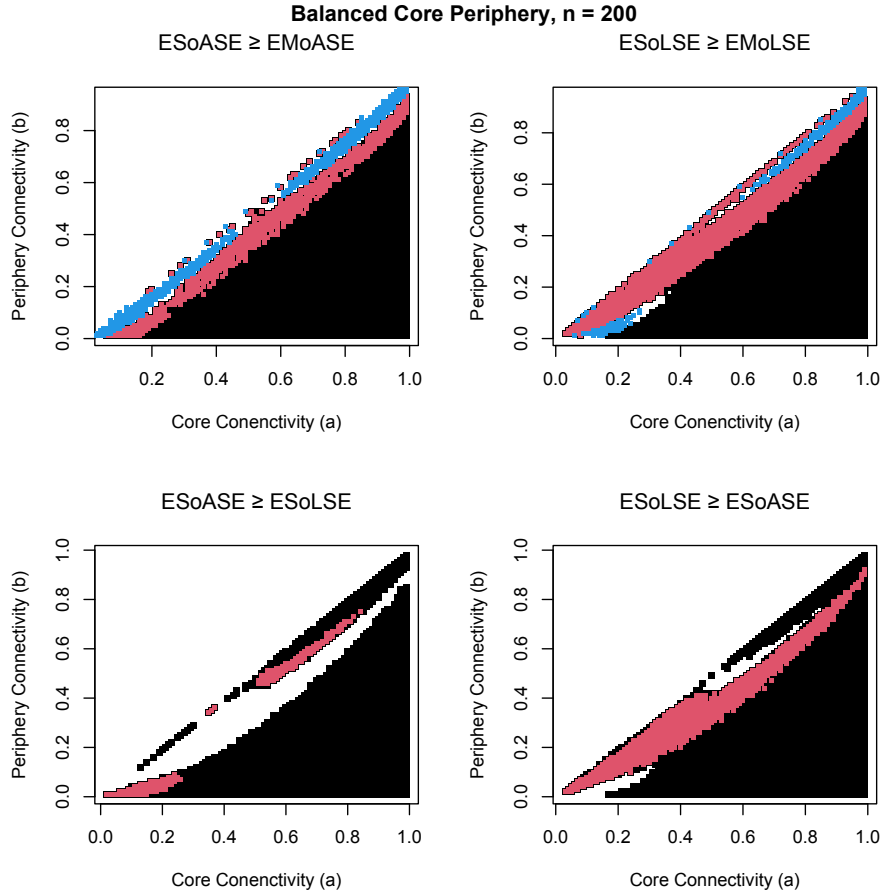 Balanced Core Periphery, n = 200
ESoASE ≥ EMoASE
ESoLSE ≥ EMoLSE
Periphery Connectivity (b)
0.0 0.2 0.4 0.6 0.8
0.2 0.4 0.6 0.8 1.0
Core Conenctivity (a)
Periphery Connectivity (b)
0.0 0.2 0.4 0.6 0.8
0.0 0.2 0.4 0.6 0.8 1.0
Core Conenctivity (a)
ESoASE ≥ ESoLSE
ESoLSE ≥ ESoASE
Periphery Connectivity (b)
0.0 0.2 0.4 0.6 0.8 1.0
0.0 0.2 0.4 0.6 0.8 1.0
Core Conenctivity (a)
Periphery Connectivity (b)
0.0 0.2 0.4 0.6 0.8 1.0
0.0 0.2 0.4 0.6 0.8 1.0
Core Connectivity (a)